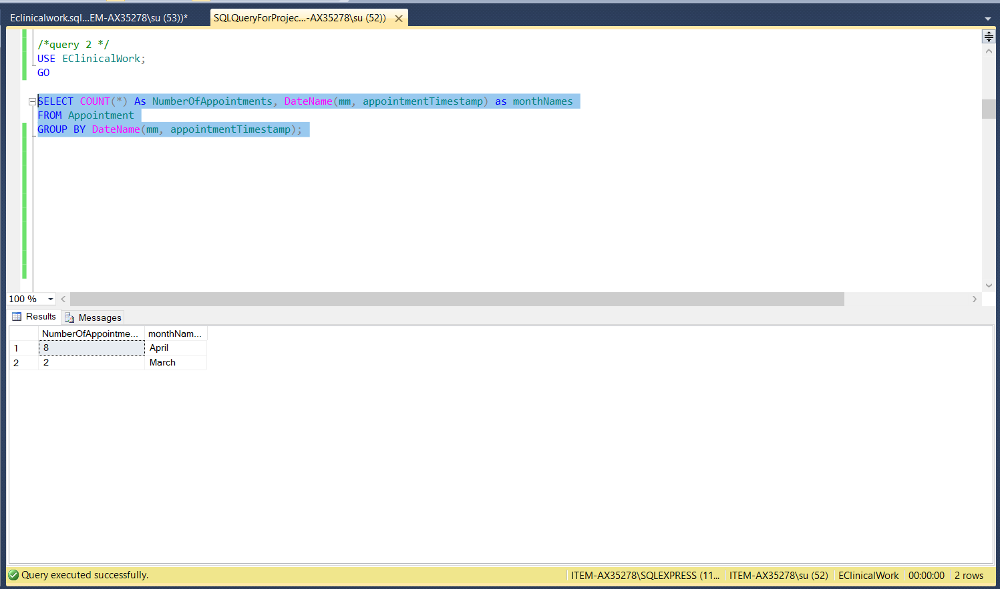 Eclinicalwork.sql...EM-AX35278\su (53))* SQLQueryForProjec...-AX35278\su (52))
/*query 2 */
USE EClinicalWork;
GO
SELECT COUNT(*) As NumberOfAppointments, DateName(mm, appointmentTimestamp) as monthNames
FROM Appointment
GROUP BY DateName(mm, appointmentTimestamp);
100 %
Results Messages
NumberOfAppointme... monthNam...
1 8 April
2 2 March
Query executed successfully. ITEM-AX35278\SQLEXPRESS (11... ITEM-AX35278\su (52) EClinicalWork 00:00:00 2 rows